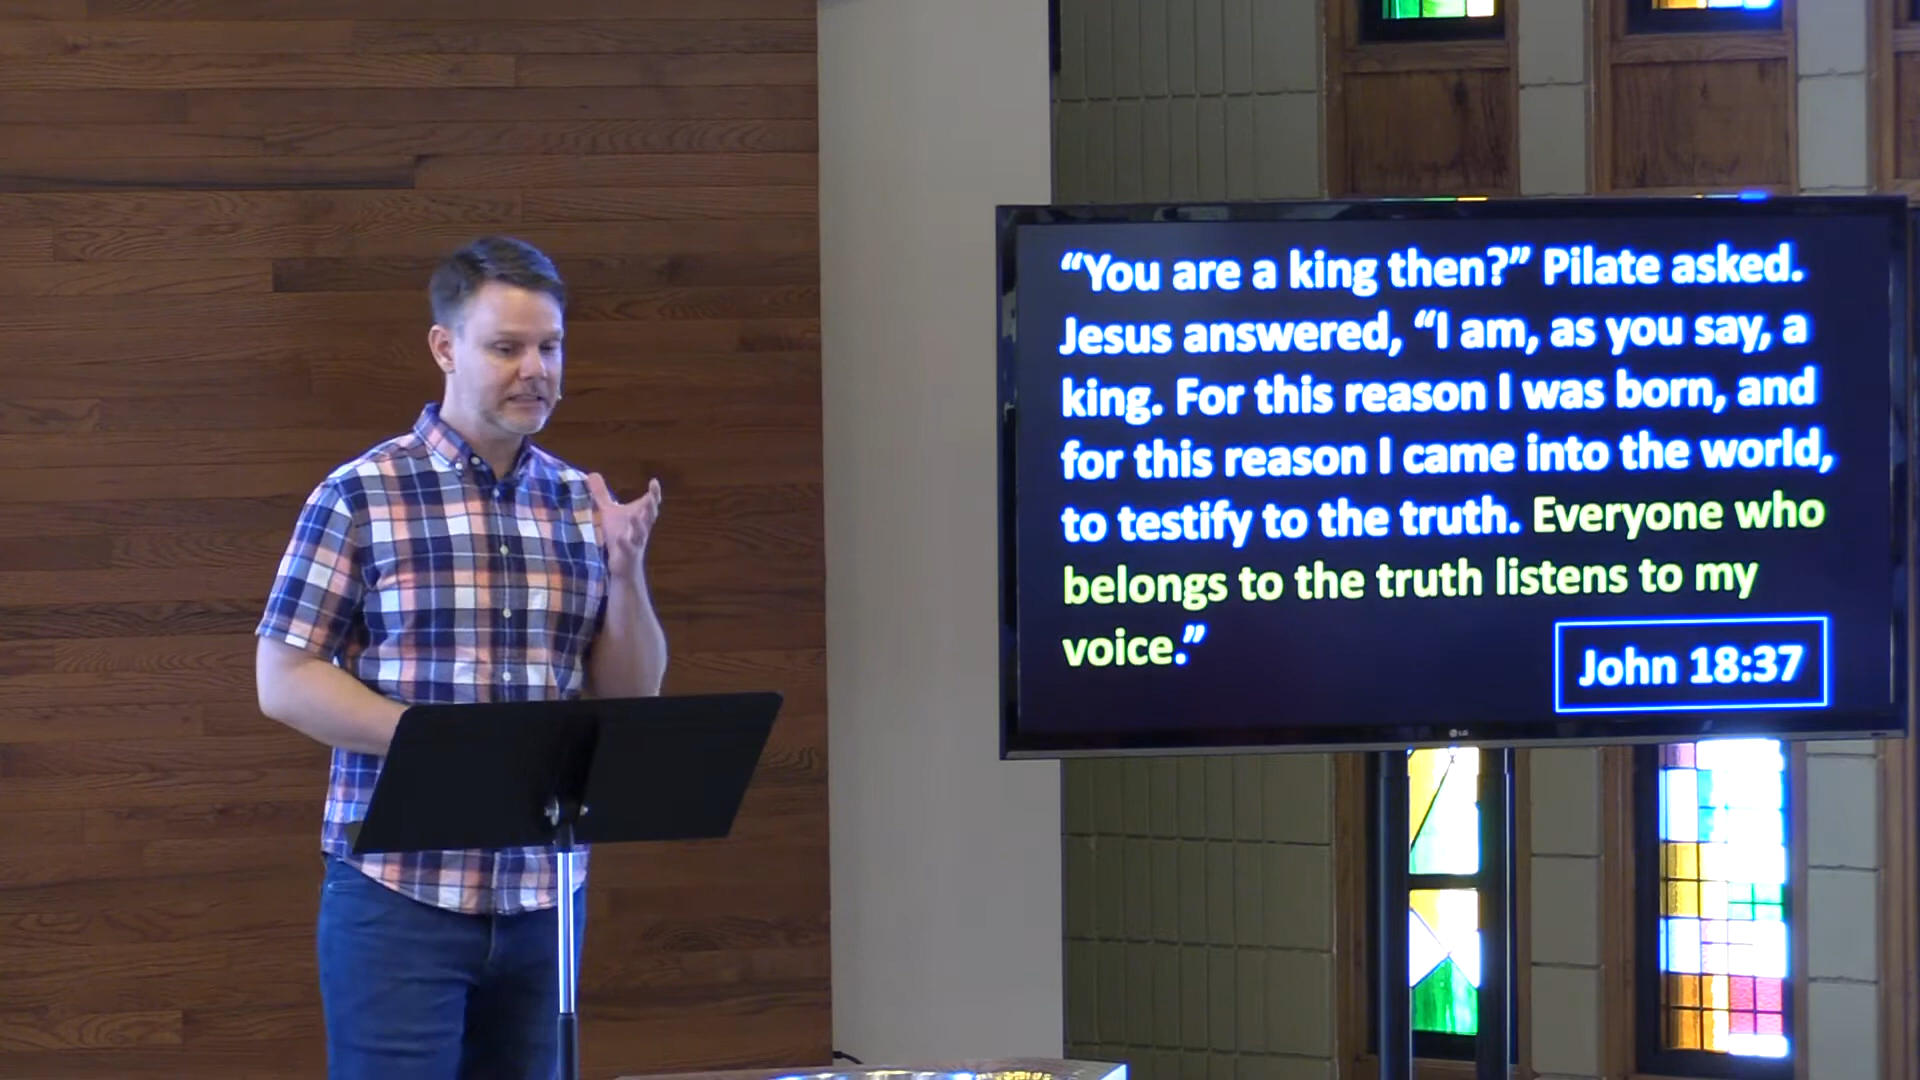 “You are a king then?” Pilate asked.
Jesus answered, “I am, as you say, a
king. For this reason I was born, and
for this reason I came into the world,
to testify to the truth. Everyone who
belongs to the truth listens to my
voice.”
John 18:37
LG